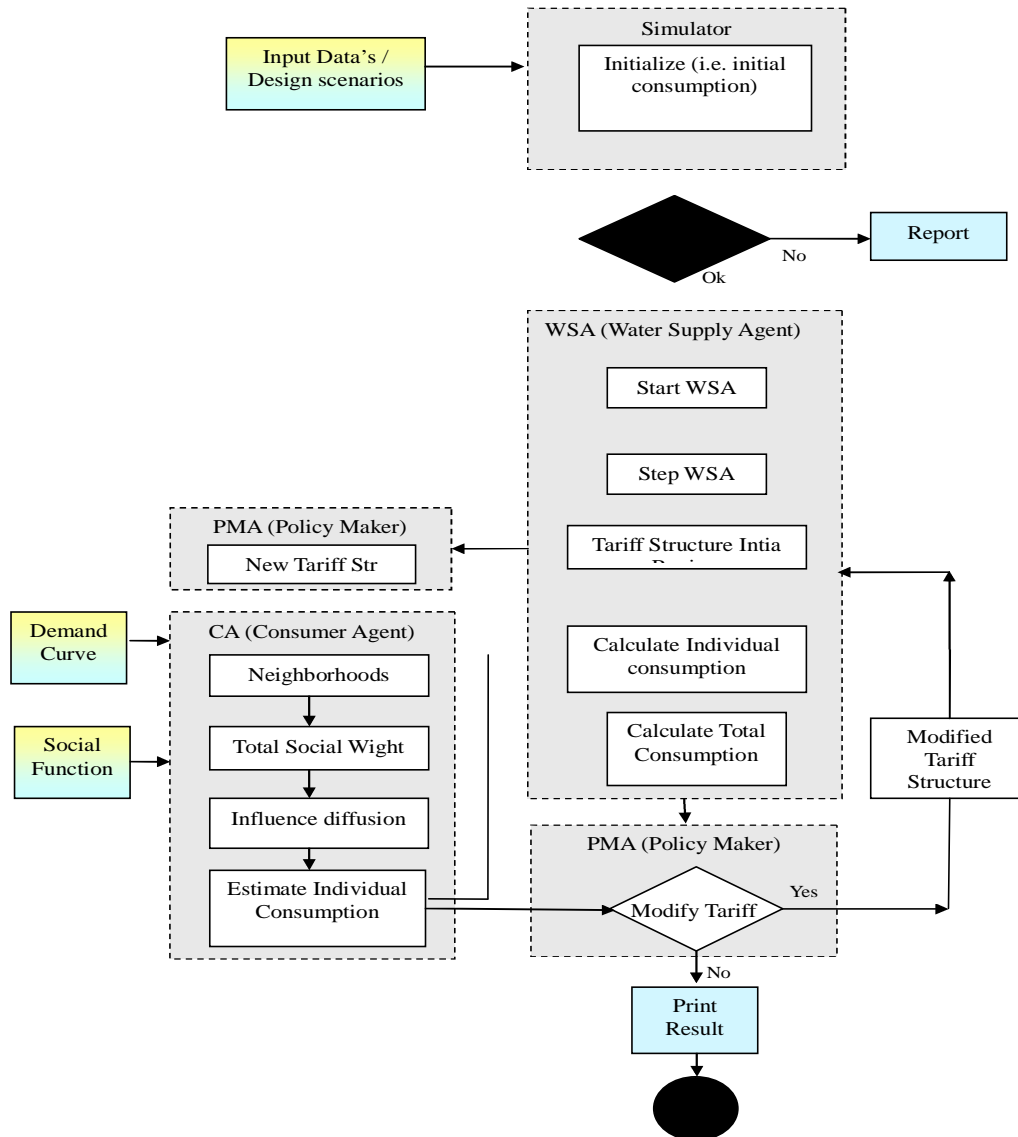 Simulator
Input Data's /
Design scenarios
Initialize (i.e. initial
consumption)
Report
No
Ok
WSA (Water Supply Agent)
Start WSA
Step WSA
PMA (Policy Maker)
New Tariff Str
Tariff Structure Intia
Demand
Curve
CA (Consumer Agent)
Neighborhoods
Calculate Individual
consumption
Social
Function
Total Social Wight
Calculate Total
Consumption
Modified
Tariff
Structure
Influence diffusion
PMA (Policy Maker)
Estimate Individual
Consumption
Modify Tariff
Yes
No
Print
Result